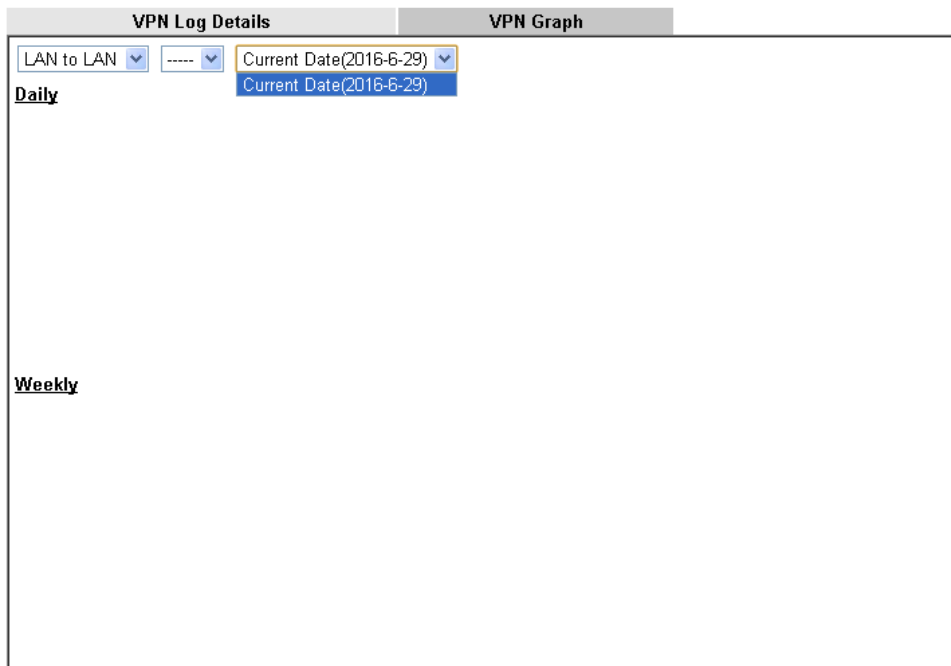 VPN Log Details VPN Graph
LAN to LAN ----- Current Date(2016-6-29)
Current Date(2016-6-29)
Daily
Weekly